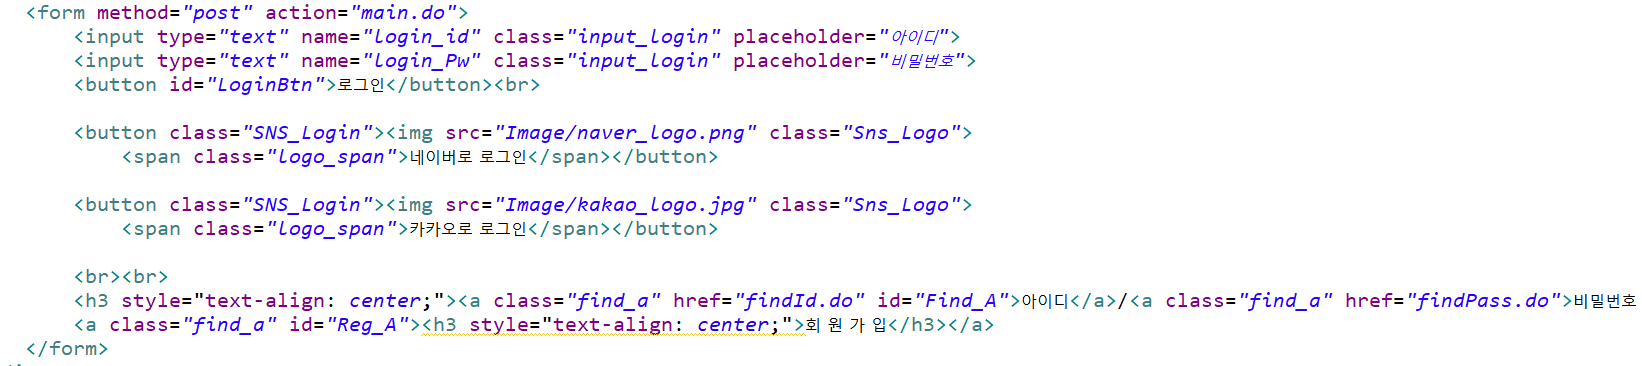 <form method="post" action="main.do">
<input type="text" name="login_id" class="input_login" placeholder="아이디">
<input type="text" name="login_Pw" class="input_login" placeholder="비밀번호">
<button id="LoginBtn">로그인</button><br>
<button class="SNS_Login"><img src="Image/naver_logo.png" class="Sns_Logo">
<span class="logo_span">네이버로 로그인</span></button>
<button class="SNS_Login"><img src="Image/kakao_logo.jpg" class="Sns_Logo">
<span class="logo_span">카카오로 로그인</span></button>
<br><br>
<h3 style="text-align: center;"><a class="find_a" href="findId.do" id="Find_A">아이디</a>/<a class="find_a" href="findPass.do">비밀번호
<a class="find_a" id="Reg_A"><h3 style="text-align: center;">회 원 가 입</h3></a>
</form>